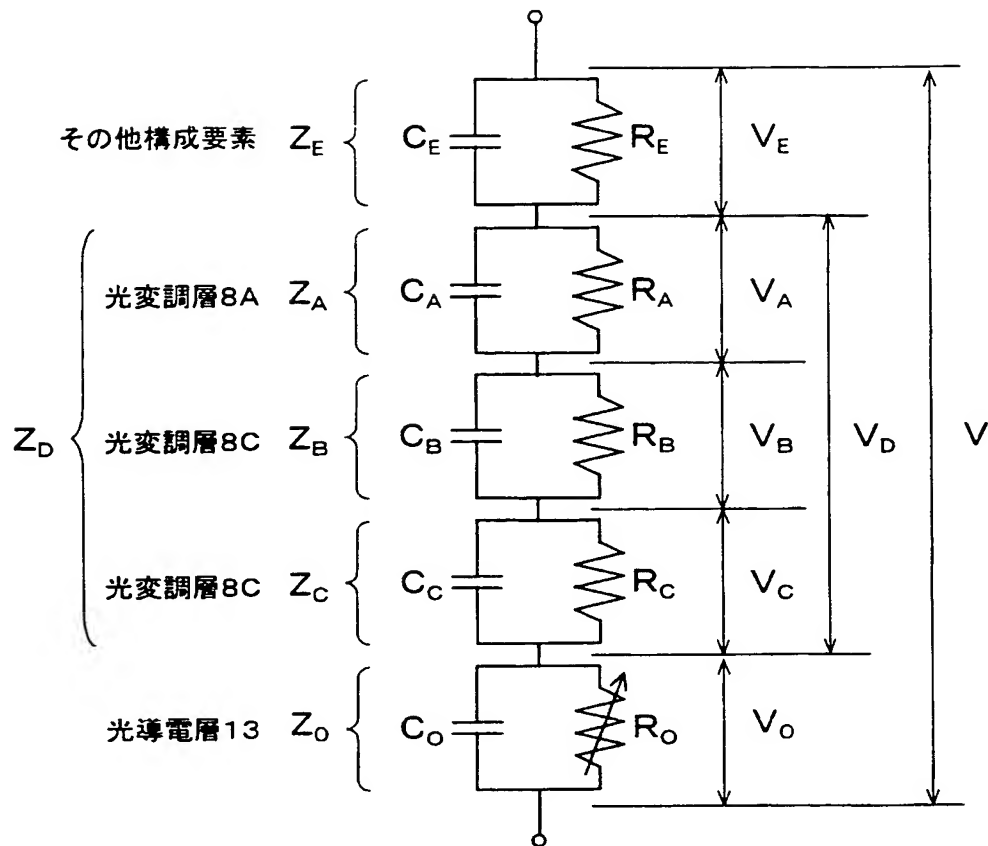 その他構成要素 Z_E C_E R_E V_E
光変調層8A Z_A C_A R_A V_A
Z_D 光変調層8C Z_B C_B R_B V_B V_D V
光変調層8C Z_C C_C R_C V_C
光導電層13 Z_O C_O R_O V_O